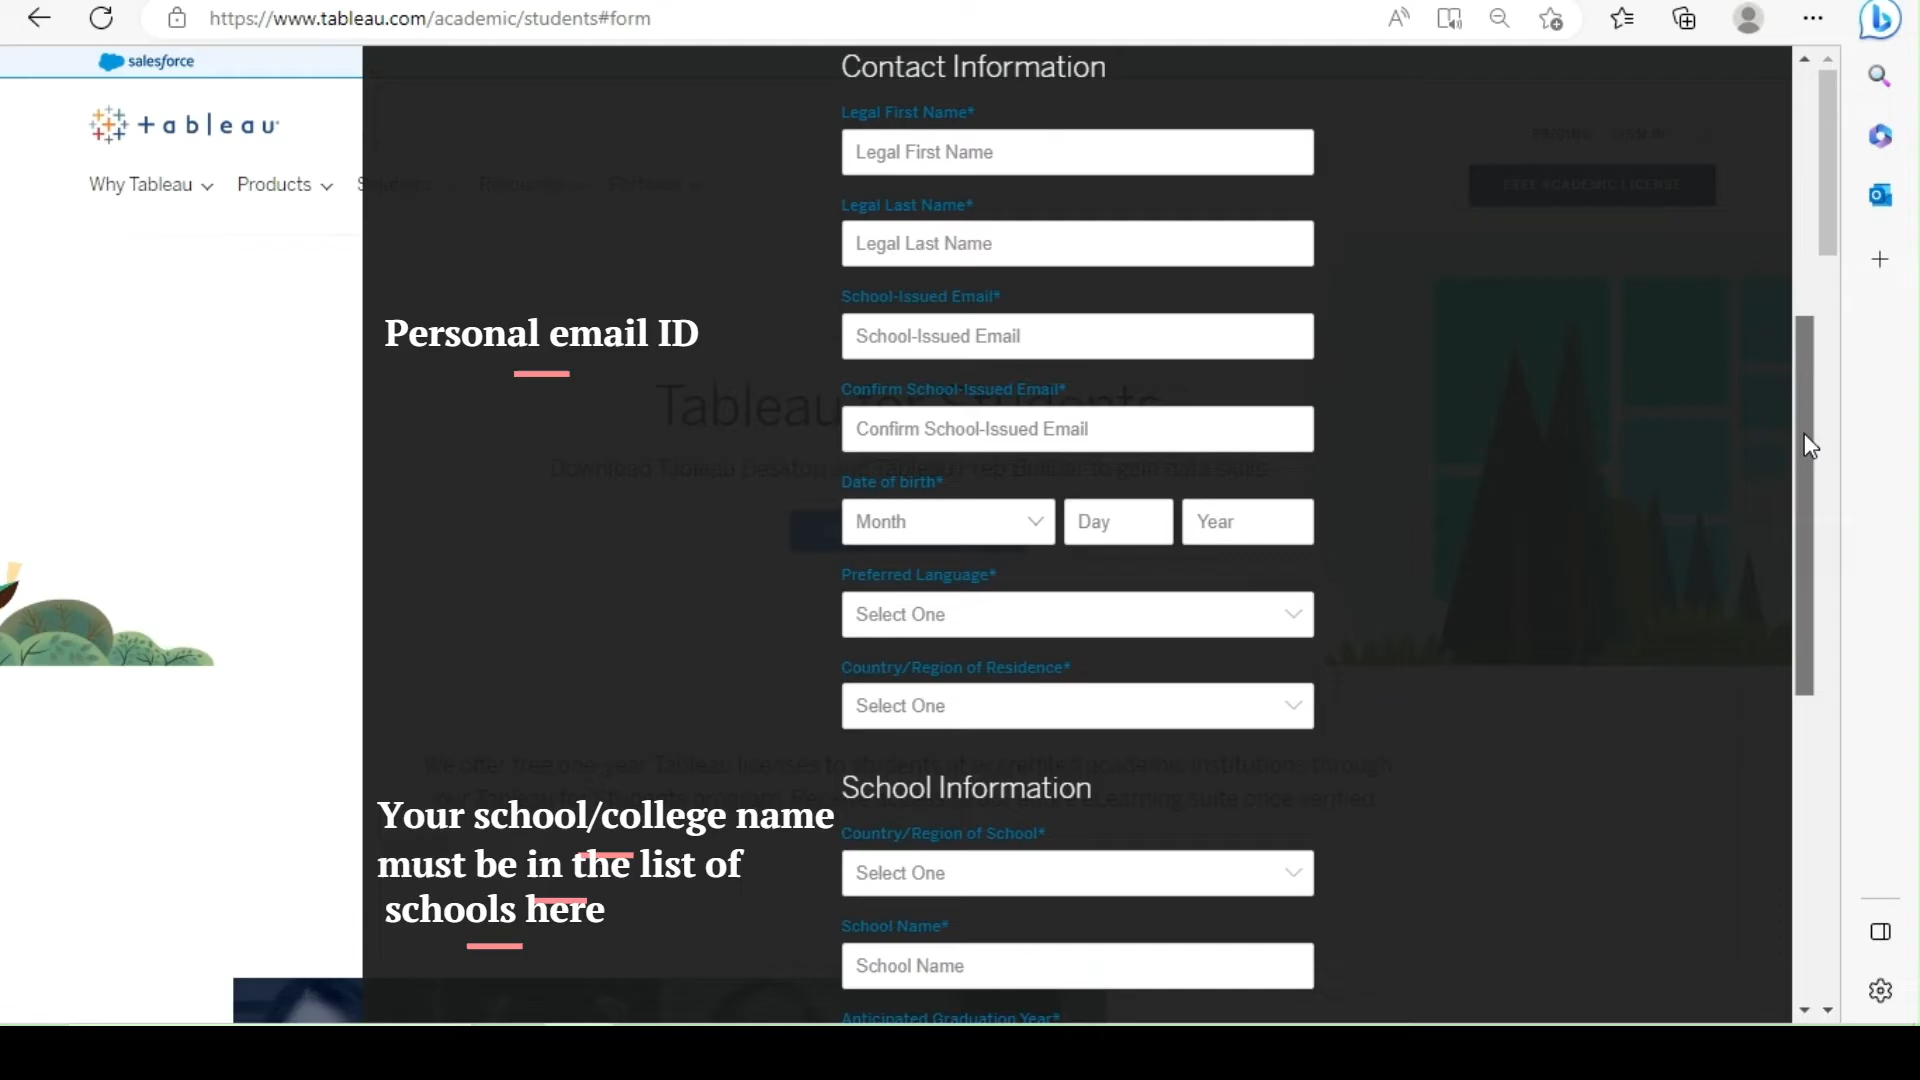 https://www.tableau.com/academic/students#form
salesforce
+ a b | e a u
Why Tableau
Products
FREE ACADEMIC LICENSE
Contact Information
Legal First Name*
Legal First Name
Legal Last Name*
Legal Last Name
School-Issued Email*
School-Issued Email
Personal email ID
Confirm School-Issued Email*
Confirm School-Issued Email
Date of birth*
Month
Day
Year
Preferred Language*
Select One
Country/Region of Residence*
Select One
School Information
Your school/college name
must be in the list of
schools here
Country/Region of School*
Select One
School Name*
School Name
Anticipated Graduation Year*